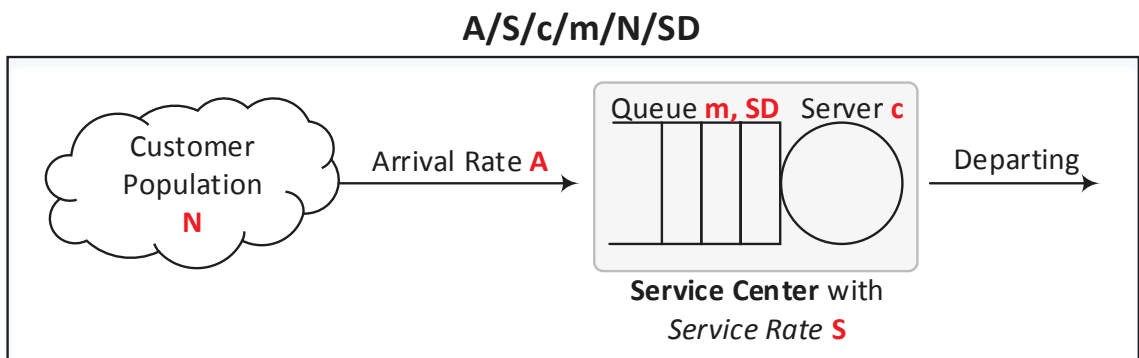 A/S/c/m/N/SD
Customer
Population
N
Arrival Rate A
Queue m, SD
Server c
Departing
Service Center with
Service Rate S